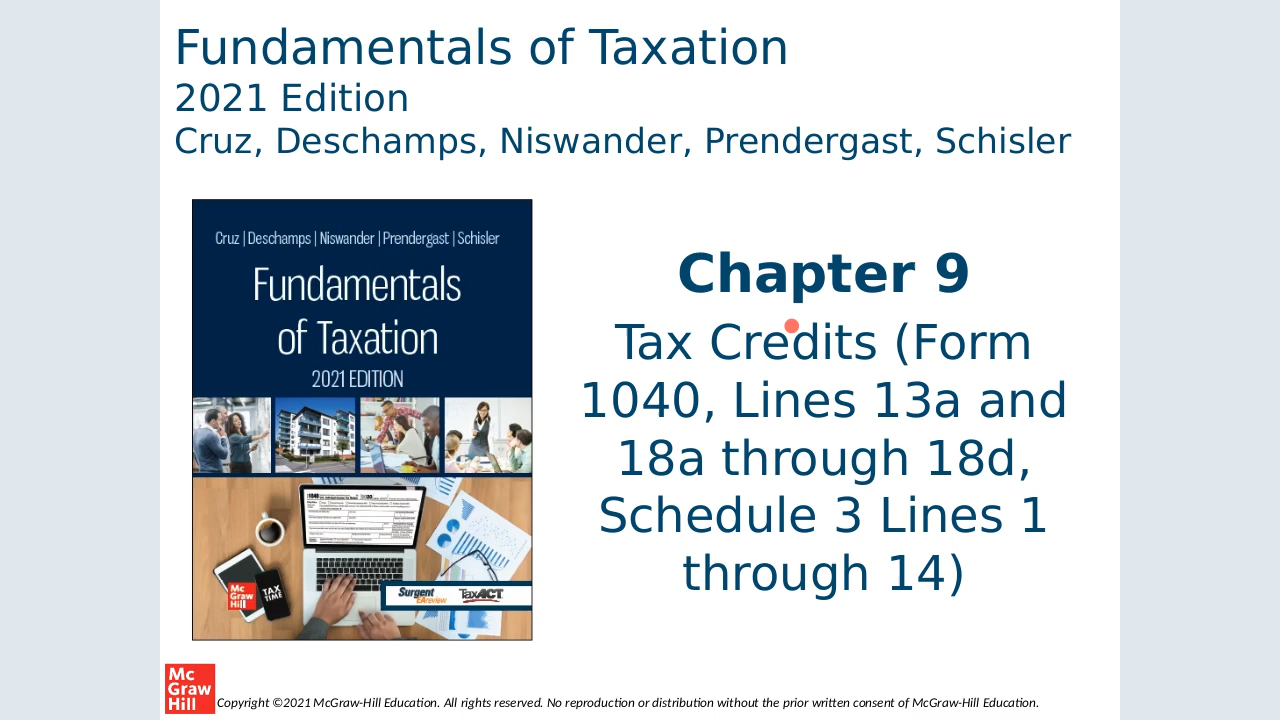 Fundamentals of Taxation
2021 Edition
Cruz, Deschamps, Niswander, Prendergast, Schisler
Cruz | Deschamps | Niswander | Prendergast | Schisler
Fundamentals
of Taxation
2021 EDITION
1040
Mc
Graw
Hill
TAX
TIME
Surgent
EAreview
TaxACT
Chapter 9
Tax Credits (Form
1040, Lines 13a and
18a through 18d,
Schedule 3 Lines 1
through 14)
Mc
Graw
Hill
Copyright ©2021 McGraw-Hill Education. All rights reserved. No reproduction or distribution without the prior written consent of McGraw-Hill Education.